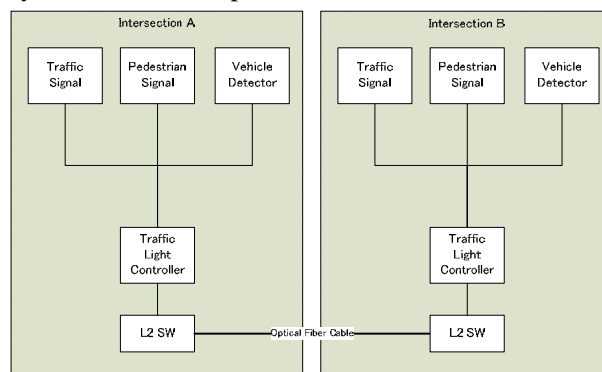 Intersection A
Traffic
Signal
Pedestrian
Signal
Vehicle
Detector
Traffic
Light
Controller
L2 SW
Optical Fiber Cable
Intersection B
Traffic
Signal
Pedestrian
Signal
Vehicle
Detector
Traffic
Light
Controller
L2 SW